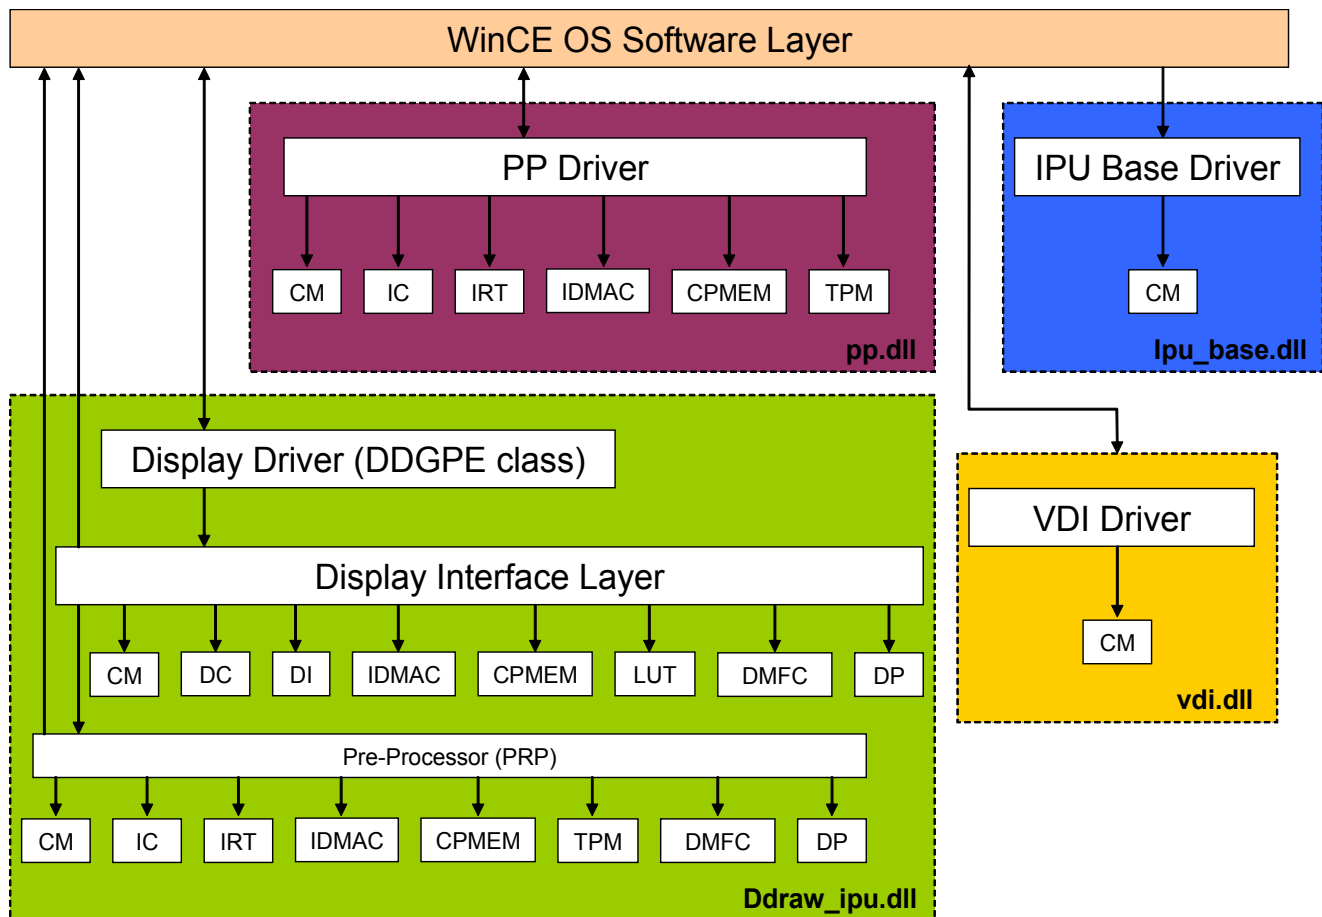 WinCE OS Software Layer
PP Driver
CM IC IRT IDMAC CPMEM TPM
pp.dll
IPU Base Driver
CM
Ipu_base.dll
Display Driver (DDGPE class)
Display Interface Layer
CM DC DI IDMAC CPMEM LUT DMFC DP
Pre-Processor (PRP)
CM IC IRT IDMAC CPMEM TPM DMFC DP
Ddraw_ipu.dll
VDI Driver
CM
vdi.dll